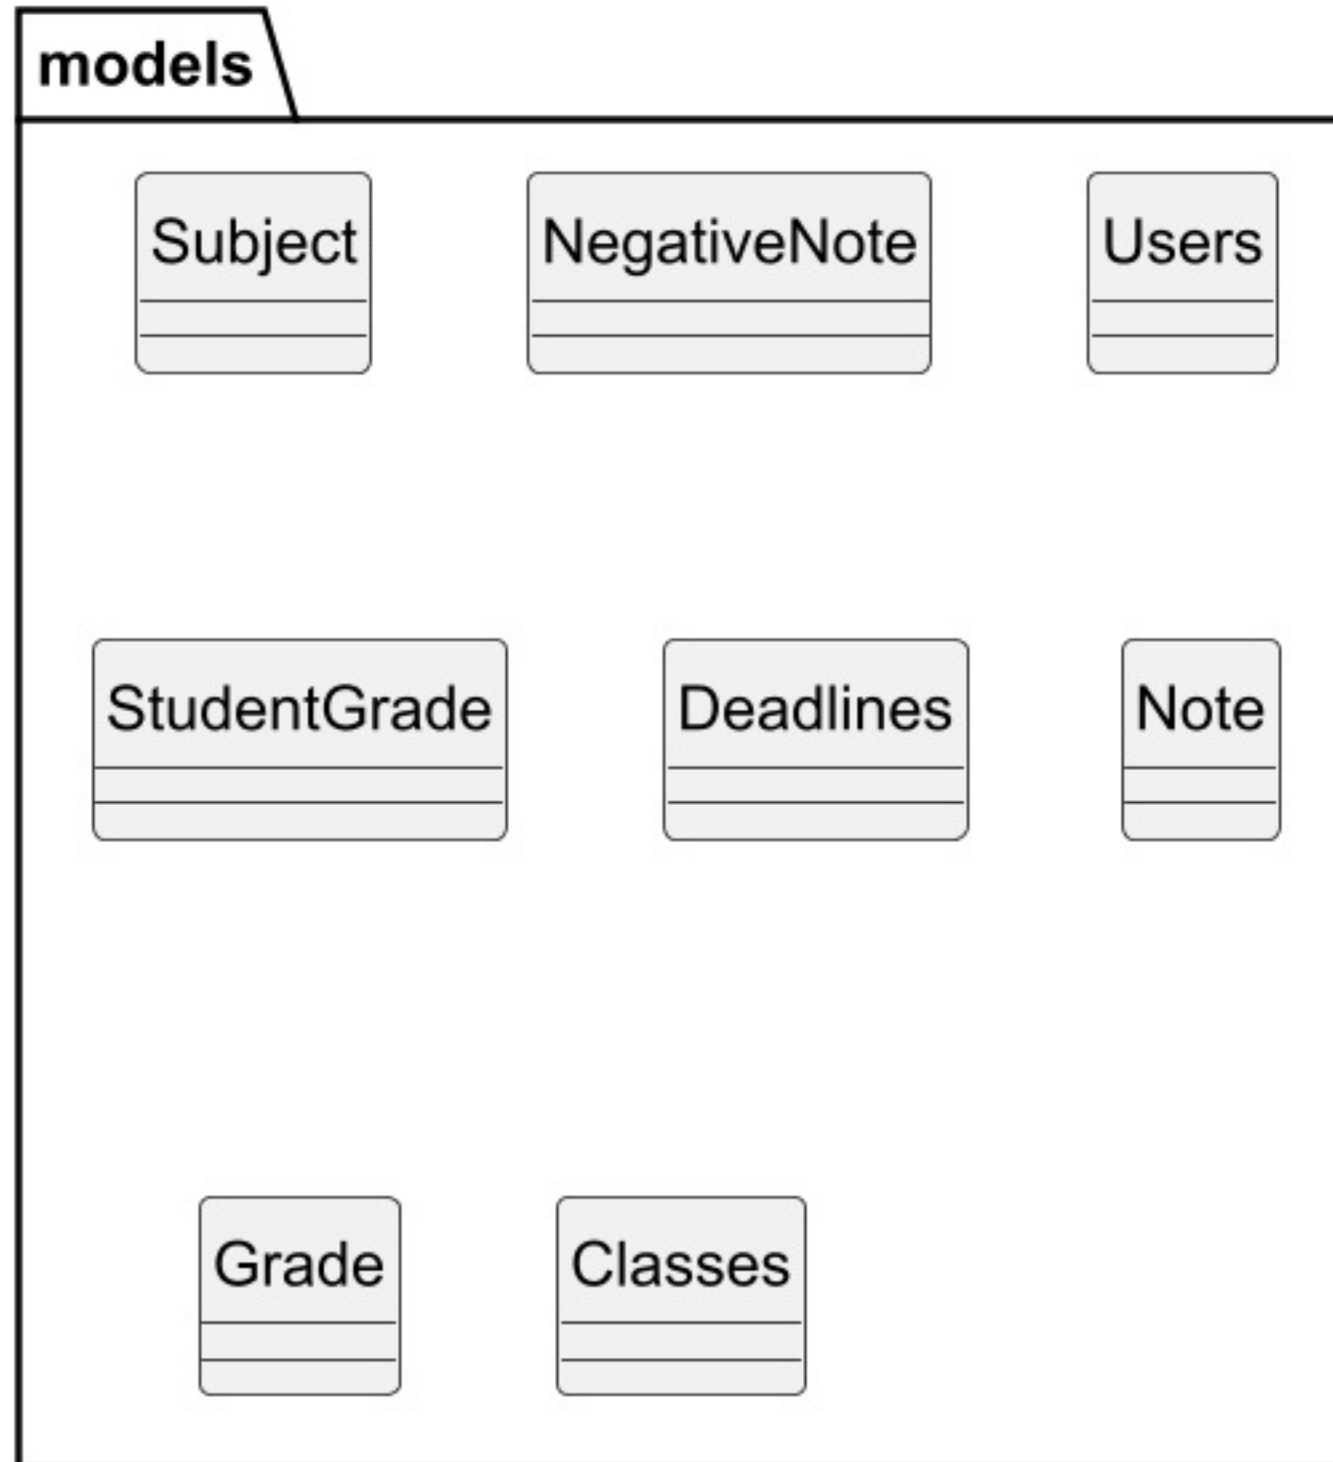 models
Subject
NegativeNote
Users
StudentGrade
Deadlines
Note
Grade
Classes